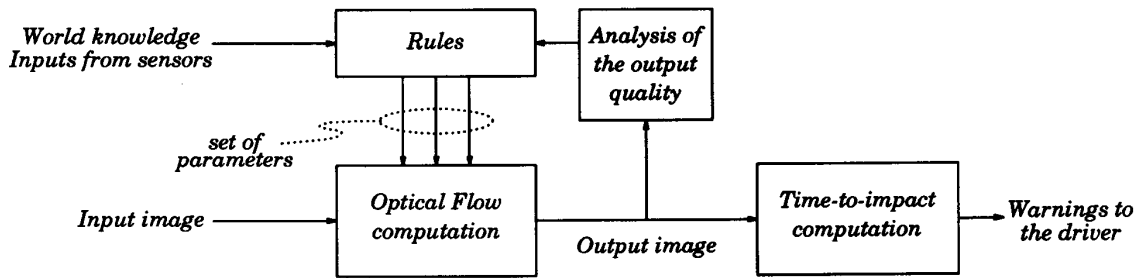 World knowledge
Inputs from sensors
Rules
Analysis of
the output
quality
set of
parameters
Input image
Optical Flow
computation
Output image
Time-to-impact
computation
Warnings to
the driver